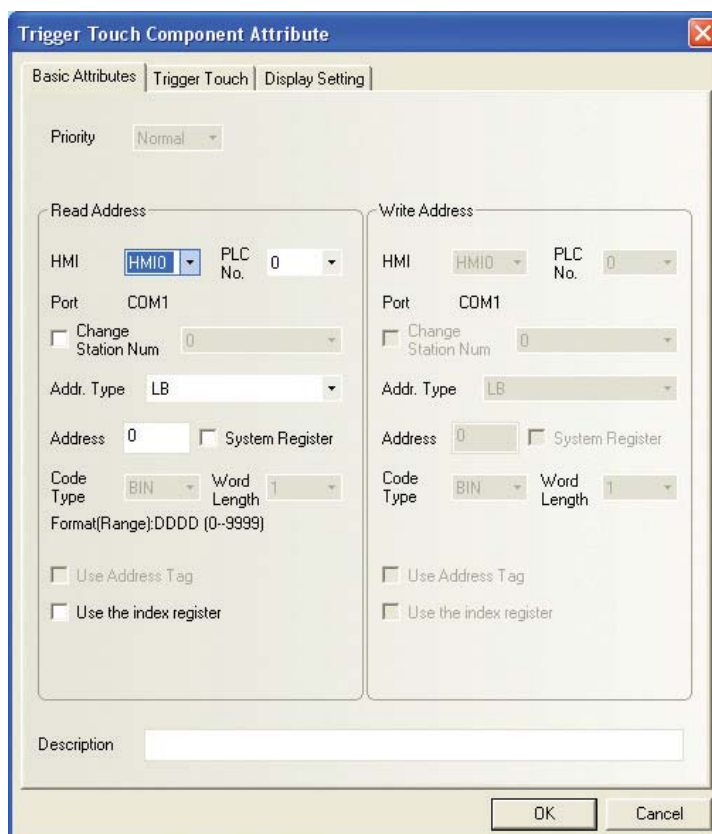 Trigger Touch Component Attribute
Basic Attributes Trigger Touch Display Setting
Priority Normal
Read Address
HMI HMI0 PLC No. 0
Port COM1
Change Station Num 0
Addr. Type LB
Address 0 System Register
Code Type BIN Word Length 1
Format(Range):DDDD (0--9999)
Use Address Tag
Use the index register
Write Address
HMI HMI0 PLC No. 0
Port COM1
Change Station Num 0
Addr. Type LB
Address 0 System Register
Code Type BIN Word Length 1
Use Address Tag
Use the index register
Description
OK Cancel